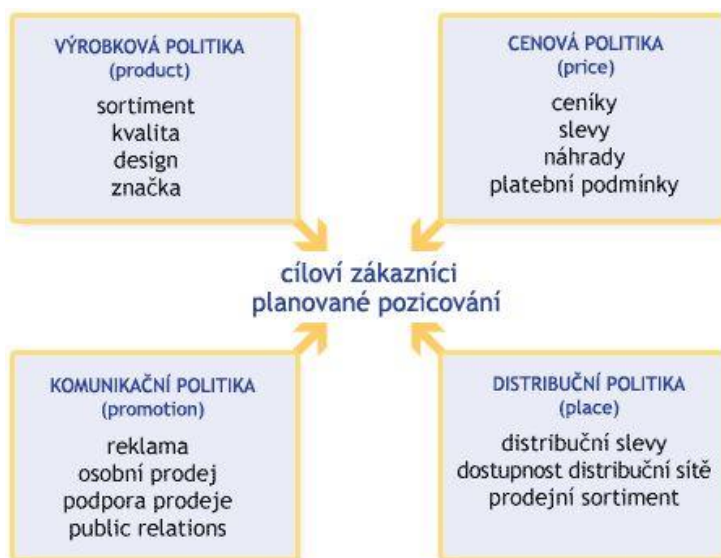 VÝROBKOVÁ POLITIKA
(product)
sortiment
kvalita
design
značka
CENOVÁ POLITIKA
(price)
ceníky
slevy
náhrady
platební podmínky
cíloví zákazníci
planované pozicování
KOMUNIKAČNÍ POLITIKA
(promotion)
reklama
osobní prodej
podpora prodeje
public relations
DISTRIBUČNÍ POLITIKA
(place)
distribuční slevy
dostupnost distribuční sítě
prodejní sortiment